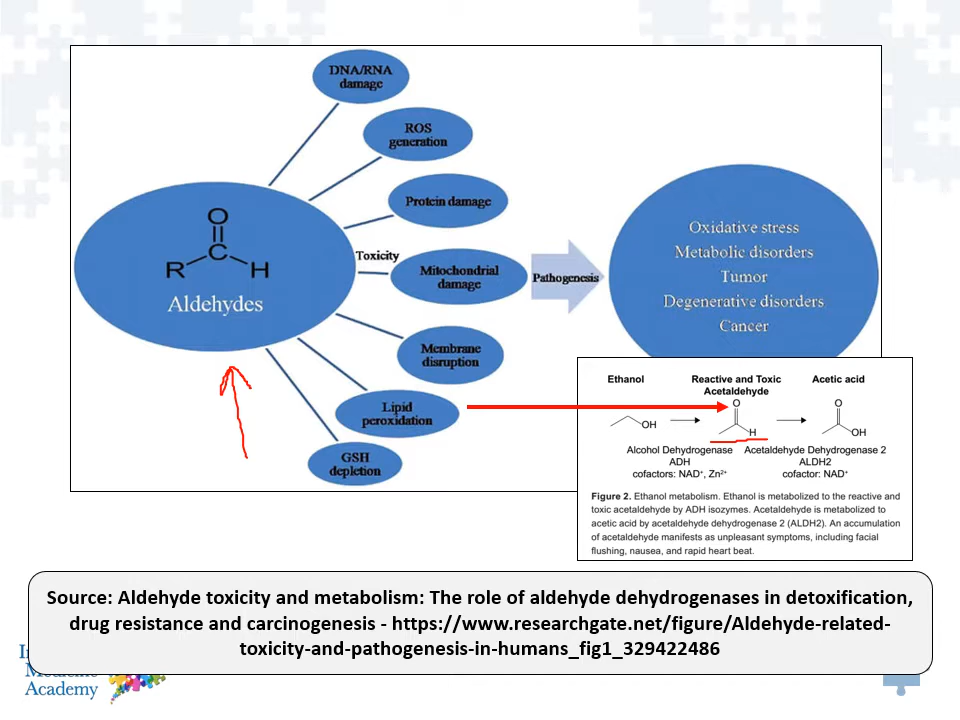 DNA/RNA
damage
ROS
generation
Protein damage
O
R
C
H
Aldehydes
Toxicity
Mitochondrial
damage
Pathogenesis
Oxidative stress
Metabolic disorders
Tumor
Degenerative disorders
Cancer
Membrane
disruption
Lipid
peroxidation
GSH
depletion
Ethanol
Reactive and Toxic
Acetaldehyde
Acetic acid
OH
O
H
O
OH
Alcohol Dehydrogenase
ADH
cofactors: NAD⁺, Zn²⁺
Acetaldehyde Dehydrogenase 2
ALDH2
cofactor: NAD⁺
Figure 2. Ethanol metabolism. Ethanol is metabolized to the reactive and
toxic acetaldehyde by ADH isozymes. Acetaldehyde is metabolized to
acetic acid by acetaldehyde dehydrogenase 2 (ALDH2). An accumulation
of acetaldehyde manifests as unpleasant symptoms, including facial
flushing, nausea, and rapid heart beat.
Source: Aldehyde toxicity and metabolism: The role of aldehyde dehydrogenases in detoxification,
drug resistance and carcinogenesis - https://www.researchgate.net/figure/Aldehyde-related-
toxicity-and-pathogenesis-in-humans_fig1_329422486
Medicine
Academy